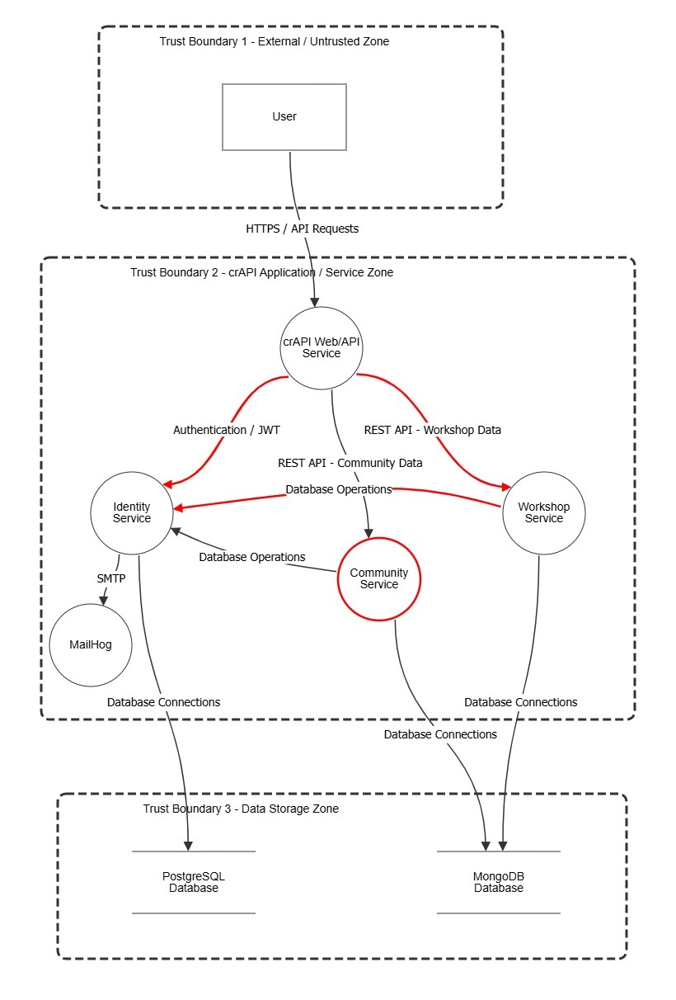 Trust Boundary 1 - External / Untrusted Zone
User
HTTPS / API Requests
Trust Boundary 2 - crAPI Application / Service Zone
crAPI Web/API
Service
Authentication / JWT
REST API - Workshop Data
REST API - Community Data
Database Operations
Identity
Service
Workshop
Service
Database Operations
Community
Service
SMTP
MailHog
Database Connections
Database Connections
Database Connections
Trust Boundary 3 - Data Storage Zone
PostgreSQL
Database
MongoDB
Database